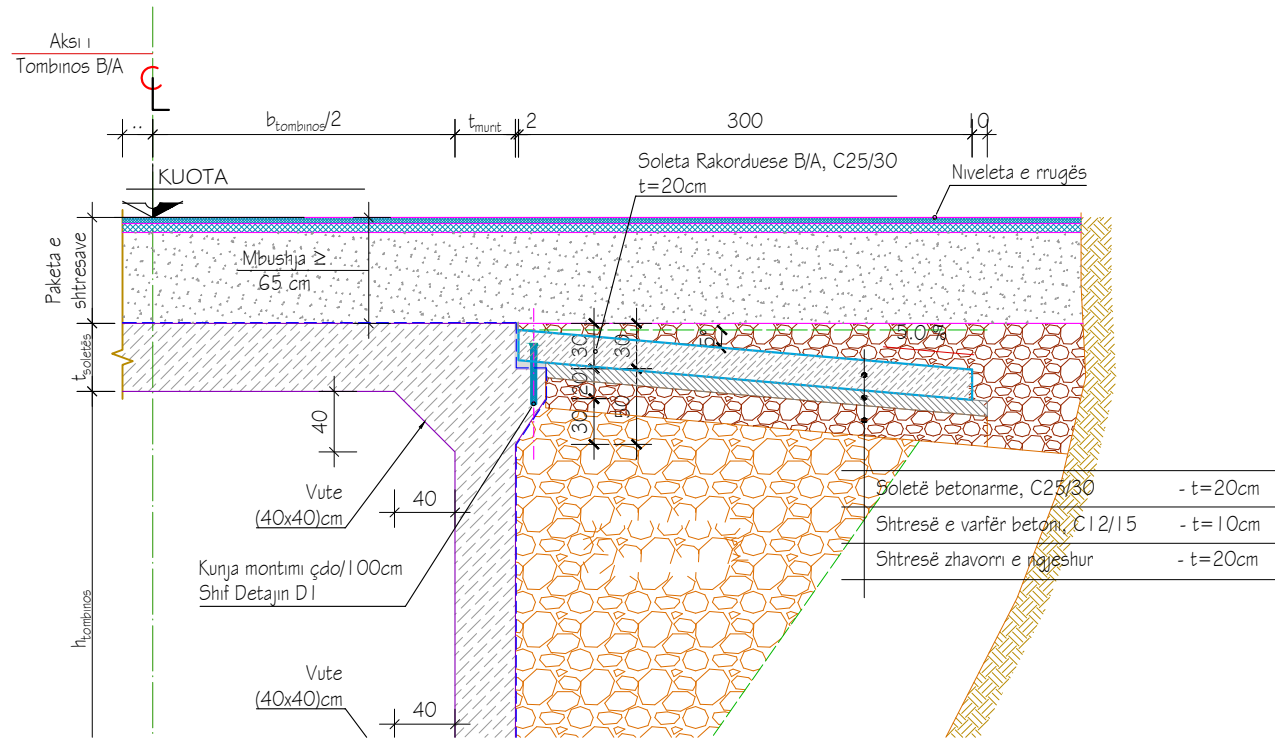 Aksi i
Tombinos B/A
C
L
..
b tombinos/2
t murit
2
300
0
Soleta Rakorduese B/A, C25/30
t=20cm
Niveleta e rrugës
KUOTA
Paketa e
shtresave
Mbushja ≥
65 cm
t soletës
30
30
5°
5.0 %
20
30
50
40
Vute
(40x40)cm
40
Kunja montimi çdo/100cm
Shif Detajin D1
Soletë betonarme, C25/30 - t=20cm
Shtresë e varfër betoni, C12/15 - t=10cm
Shtresë zhavorri e ngjeshur - t=20cm
h tombinos
Vute
(40x40)cm
40